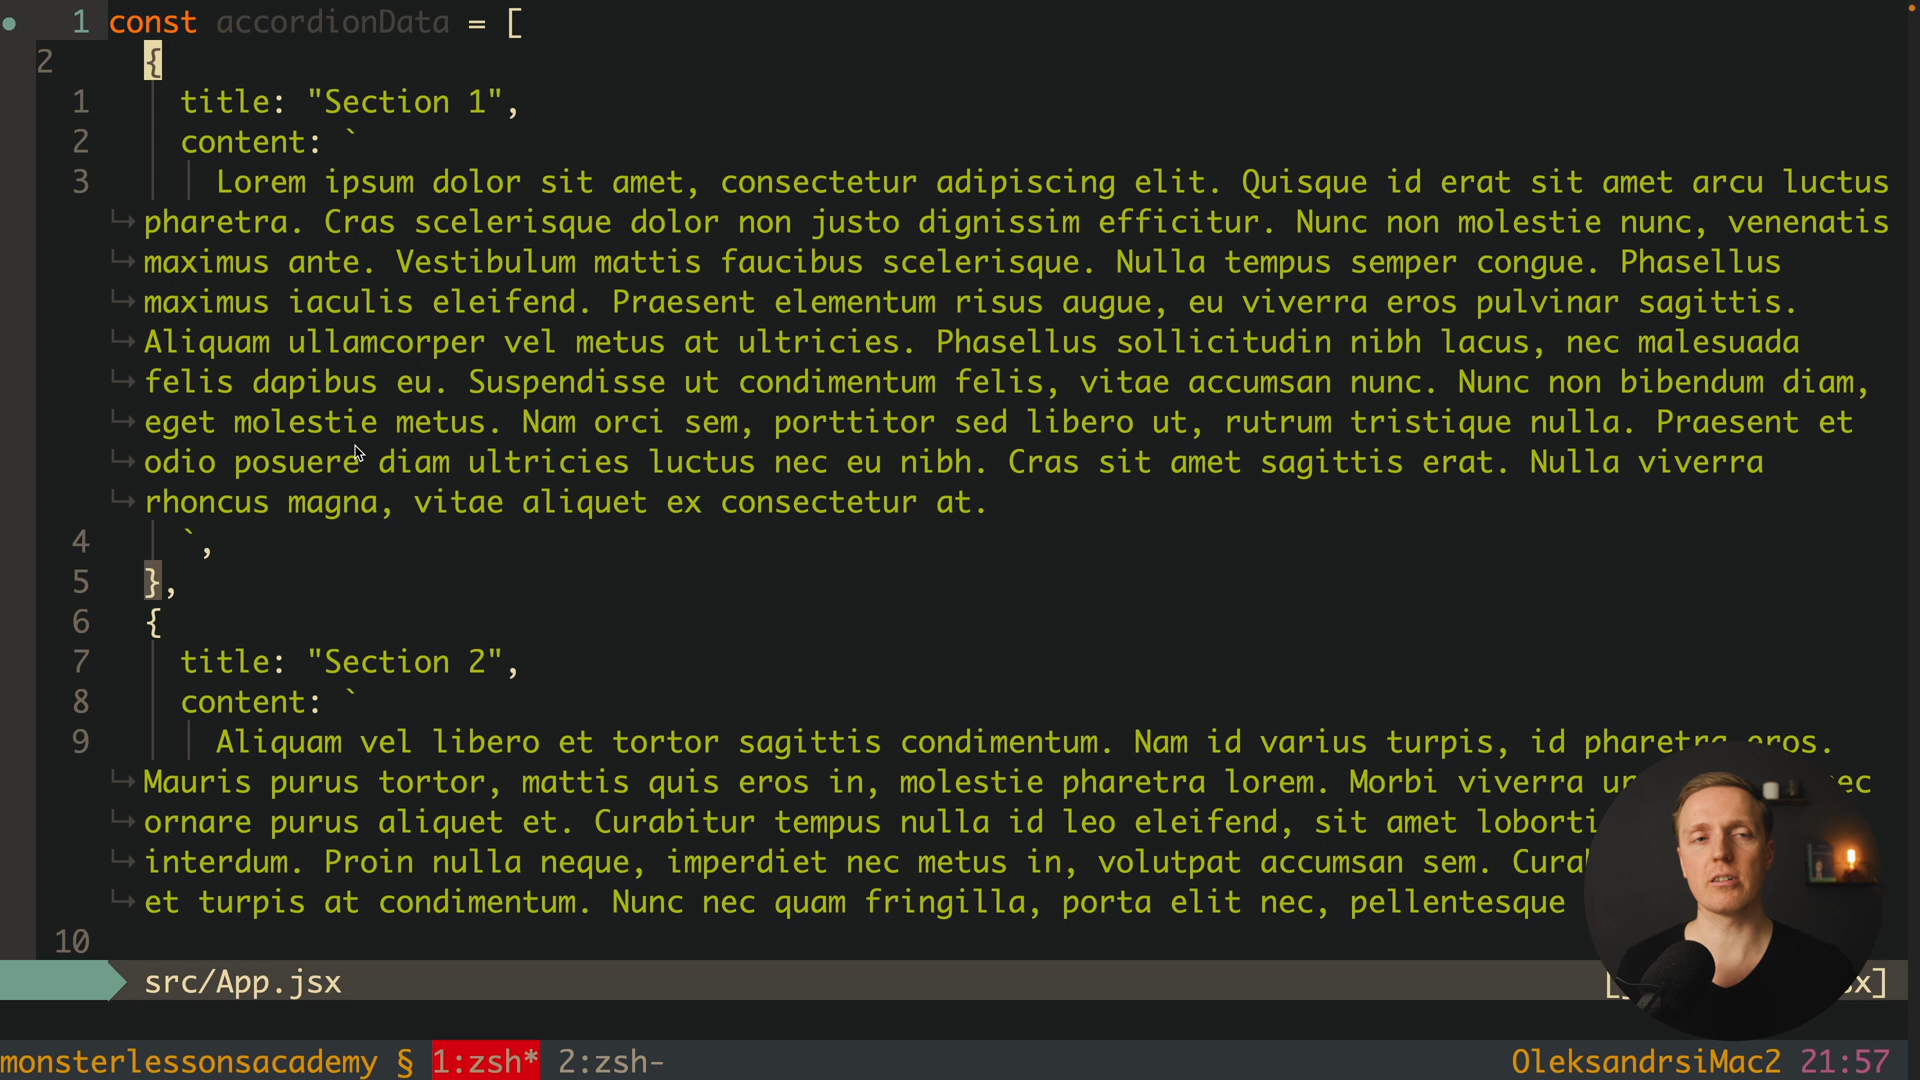 1 const accordionData = [
2 {
1 title: "Section 1",
2 content: `
3 Lorem ipsum dolor sit amet, consectetur adipiscing elit. Quisque id erat sit amet arcu luctus
pharetra. Cras scelerisque dolor non justo dignissim efficitur. Nunc non molestie nunc, venenatis
maximus ante. Vestibulum mattis faucibus scelerisque. Nulla tempus semper congue. Phasellus
maximus iaculis eleifend. Praesent elementum risus augue, eu viverra eros pulvinar sagittis.
Aliquam ullamcorper vel metus at ultricies. Phasellus sollicitudin nibh lacus, nec malesuada
felis dapibus eu. Suspendisse ut condimentum felis, vitae accumsan nunc. Nunc non bibendum diam,
eget molestie metus. Nam orci sem, porttitor sed libero ut, rutrum tristique nulla. Praesent et
odio posuere diam ultricies luctus nec eu nibh. Cras sit amet sagittis erat. Nulla viverra
rhoncus magna, vitae aliquet ex consectetur at.
4 `,
5 },
6 {
7 title: "Section 2",
8 content: `
9 Aliquam vel libero et tortor sagittis condimentum. Nam id varius turpis, id pharetra eros.
Mauris purus tortor, mattis quis eros in, molestie pharetra lorem. Morbi viverra
ornare purus aliquet et. Curabitur tempus nulla id leo eleifend, sit amet
interdum. Proin nulla neque, imperdiet nec metus in, volutpat accumsan sem.
et turpis at condimentum. Nunc nec quam fringilla, porta elit nec, pellentesque
10
src/App.jsx
monsterlessonsacademy § 1:zsh* 2:zsh- OleksandrsiMac2 21:57